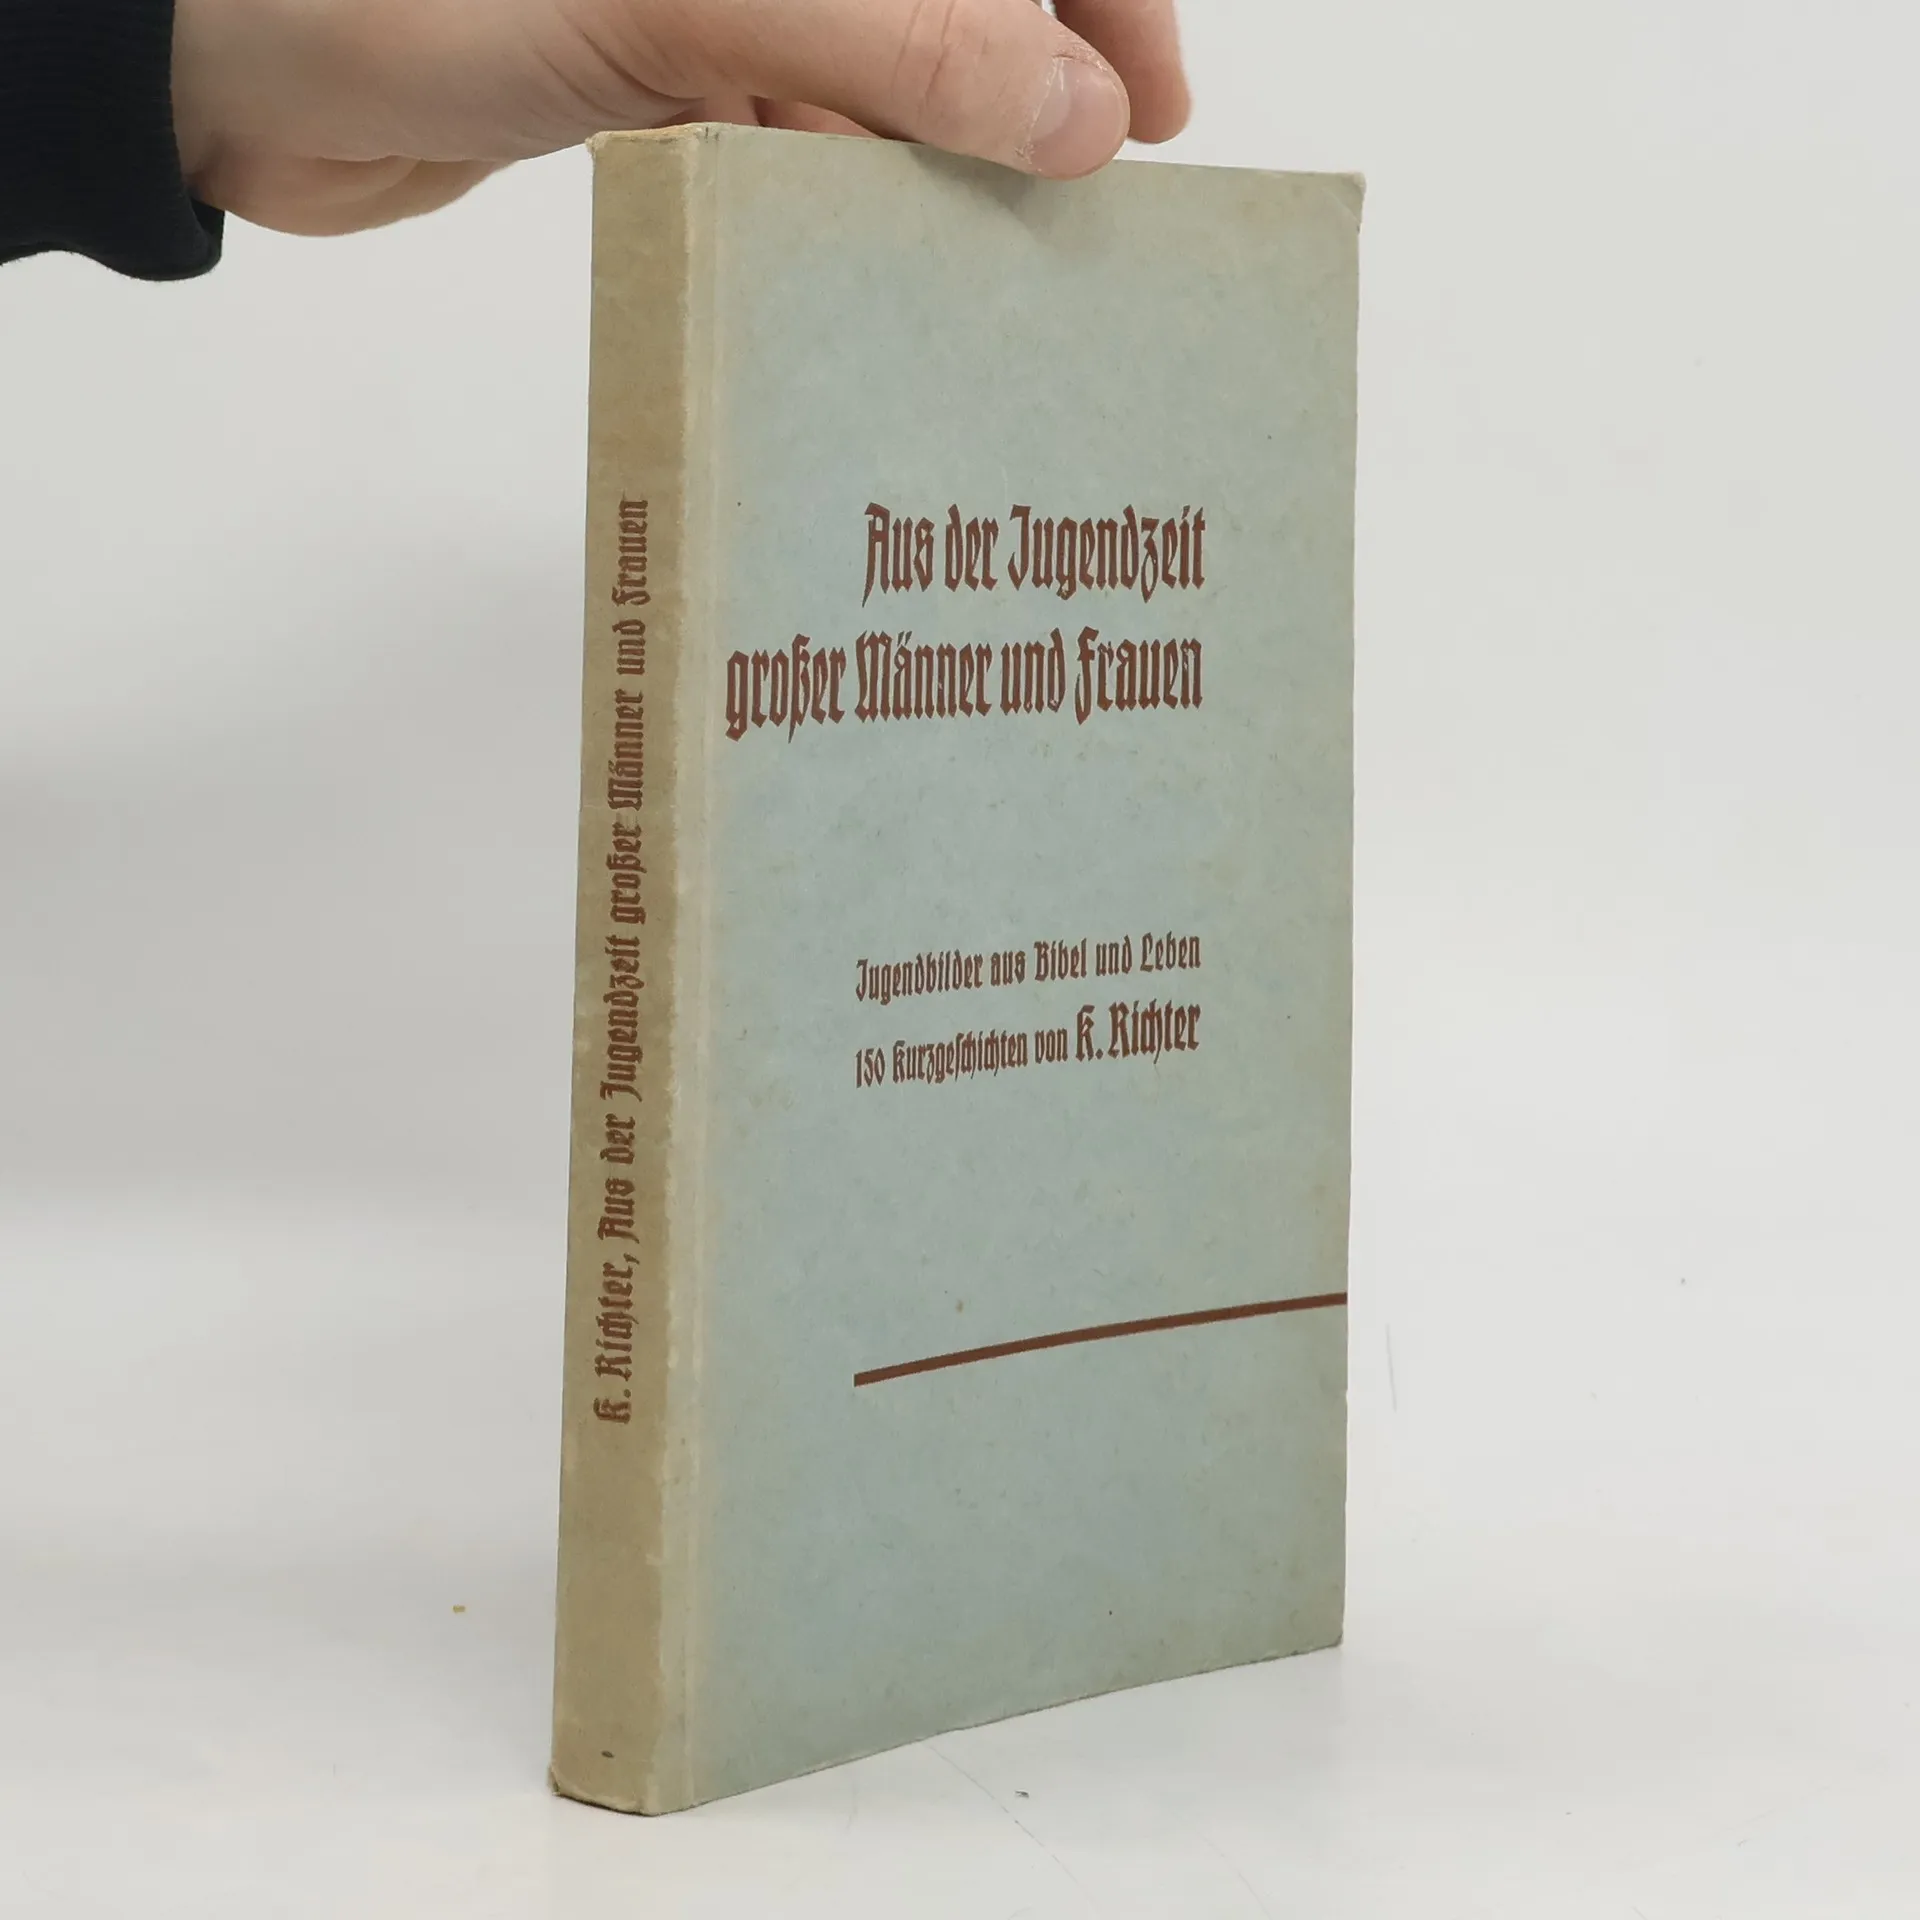 K. Richter, Aus der Jugendzeit großer Männer und Frauen
Aus der Jugendzeit
großer Männer und Frauen
Jugendbilder aus Bibel und Leben
150 Kurzgeschichten von K. Richter